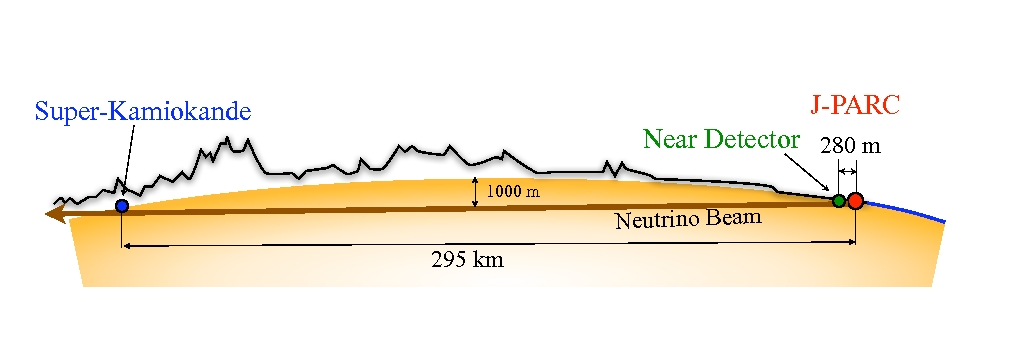 J-PARC
Super-Kamiokande
Near Detector
280 m
1000 m
Neutrino Beam
295 km